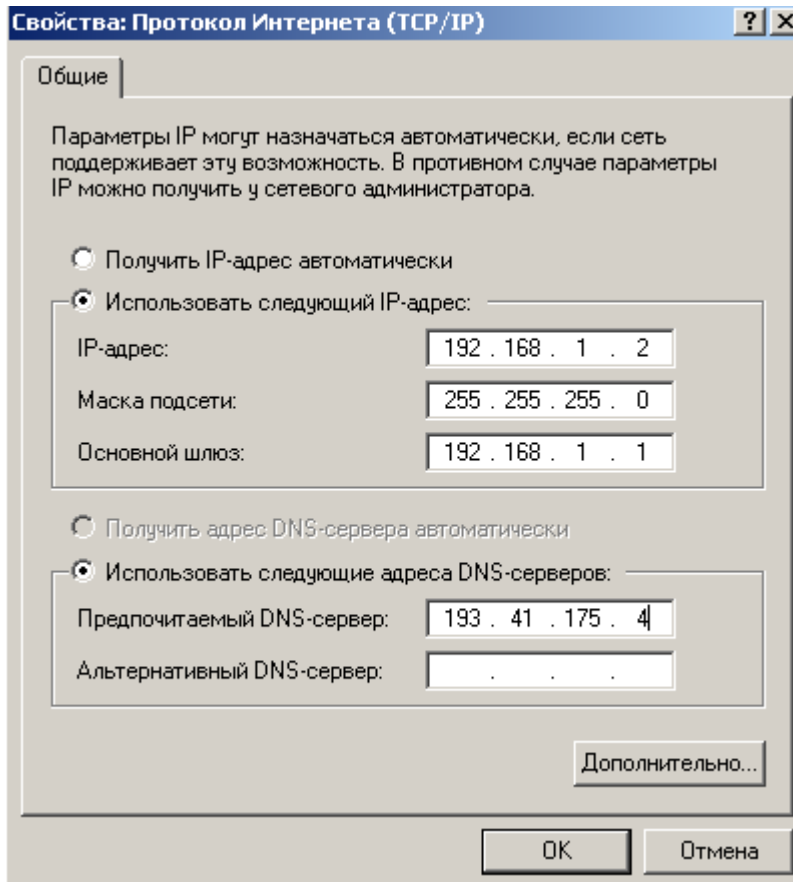 Свойства: Протокол Интернета (TCP/IP)
Общие
Параметры IP могут назначаться автоматически, если сеть
поддерживает эту возможность. В противном случае параметры
IP можно получить у сетевого администратора.
Получить IP-адрес автоматически
Использовать следующий IP-адрес:
IP-адрес: 192 . 168 . 1 . 2
Маска подсети: 255 . 255 . 255 . 0
Основной шлюз: 192 . 168 . 1 . 1
Получить адрес DNS-сервера автоматически
Использовать следующие адреса DNS-серверов:
Предпочитаемый DNS-сервер: 193 . 41 . 175 . 4
Альтернативный DNS-сервер: . . .
Дополнительно...
OK Отмена